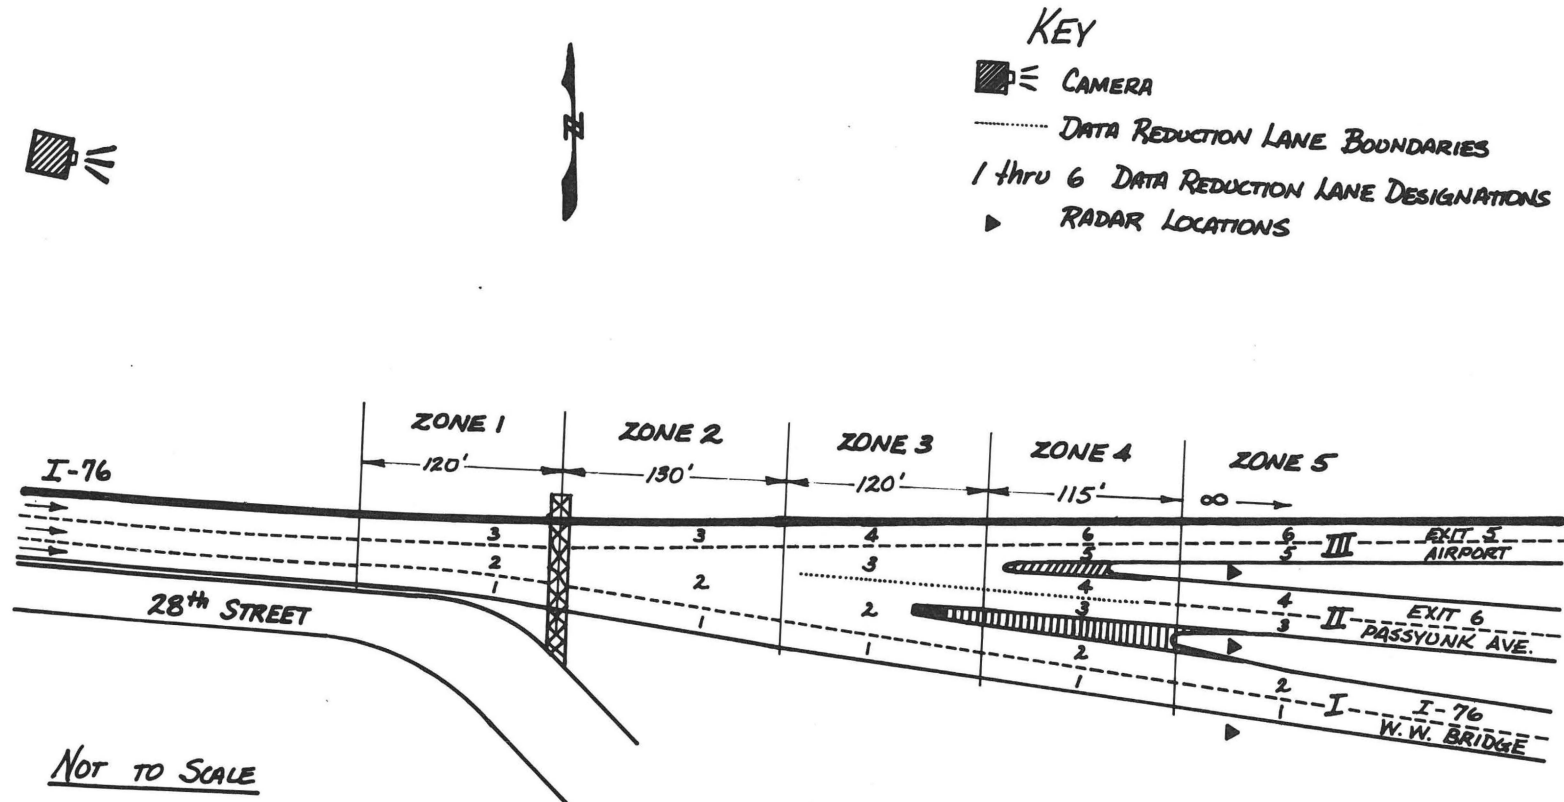 KEY
CAMERA
DATA REDUCTION LANE BOUNDARIES
1 thru 6 DATA REDUCTION LANE DESIGNATIONS
RADAR LOCATIONS
N
ZONE 1
ZONE 2
ZONE 3
ZONE 4
ZONE 5
120'
130'
120'
115'
∞
I-76
3
3
4
6
6
III
EXIT 5
2
3
5
5
AIRPORT
1
2
2
4
4
II
EXIT 6
1
1
3
3
PASSYUNK AVE.
28th STREET
2
2
I
I-76
1
1
W.W. BRIDGE
NOT TO SCALE